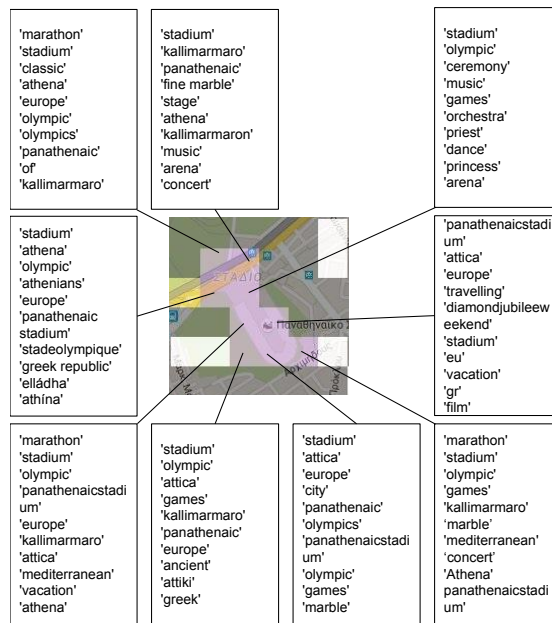 'marathon'
'stadium'
'classic'
'athena'
'europe'
'olympic'
'olympics'
'panathenaic'
'of'
'kallimarmaro'
'stadium'
'kallimarmaro'
'panathenaic'
'fine marble'
'stage'
'athena'
'kallimarmaron'
'music'
'arena'
'concert'
'stadium'
'olympic'
'ceremony'
'music'
'games'
'orchestra'
'priest'
'dance'
'princess'
'arena'
'stadium'
'athena'
'olympic'
'athenians'
'europe'
'panathenaic
stadium'
'stadeolympique'
'greek republic'
'elládha'
'athína'
ΣΤΑΔΙΟ
Παναθηναϊκό Σ
Αρχιμήδους
'panathenaicstadi
um'
'attica'
'europe'
'travelling'
'diamondjubileew
eekend'
'stadium'
'eu'
'vacation'
'gr'
'film'
'marathon'
'stadium'
'olympic'
'panathenaicstadi
um'
'europe'
'kallimarmaro'
'attica'
'mediterranean'
'vacation'
'athena'
'stadium'
'olympic'
'attica'
'games'
'kallimarmaro'
'panathenaic'
'europe'
'ancient'
'attiki'
'greek'
'stadium'
'attica'
'europe'
'city'
'panathenaic'
'olympics'
'panathenaicstadi
um'
'olympic'
'games'
'marble'
'marathon'
'stadium'
'olympic'
'games'
'kallimarmaro'
‘marble’
'mediterranean'
‘concert’
‘Athena
panathenaicstadi
um'